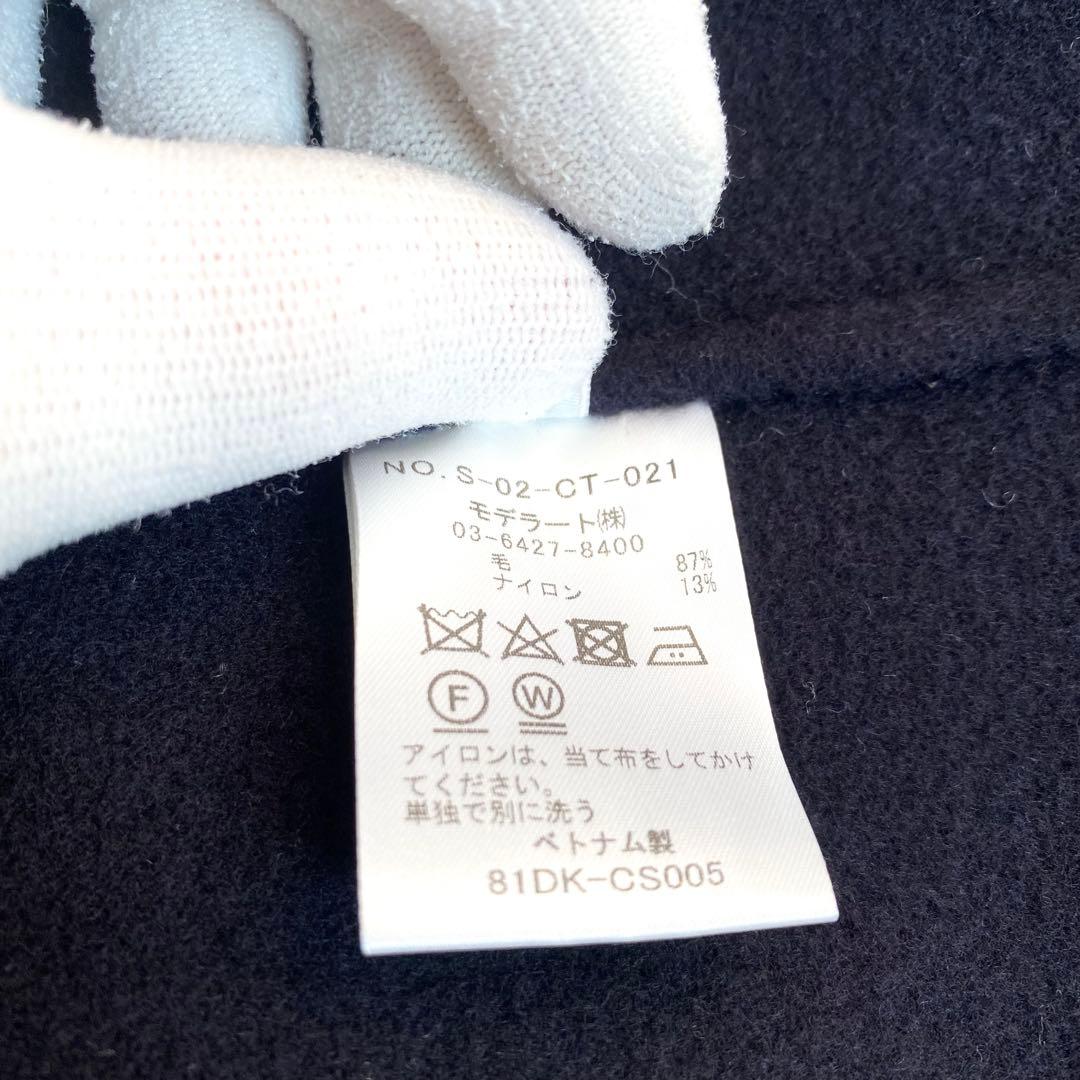 NO.S-02-CT-021
モデラート㈱
03-6427-8400
毛 87%
ナイロン 13%
F W
アイロンは、当て布をしてかけ
てください。
単独で別に洗う
ベトナム製
81DK-CS005